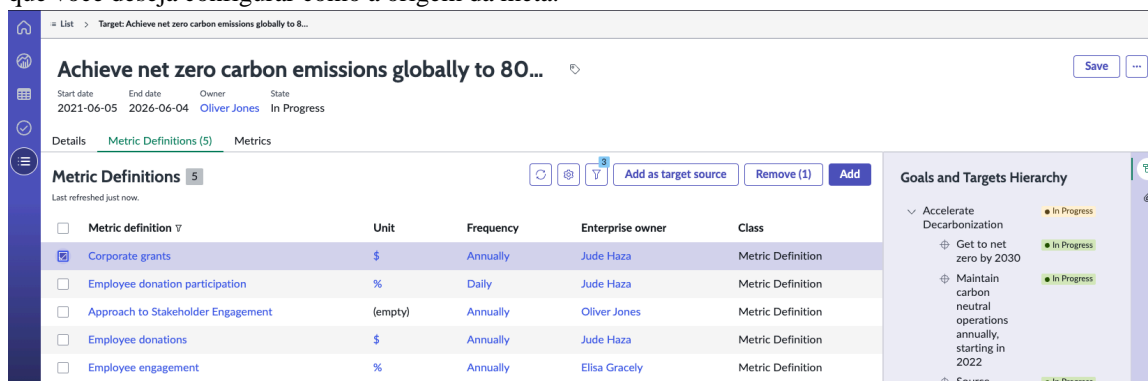 que você deseja configurar como a origem da meta.
List > Target: Achieve net zero carbon emissions globally to 8...
Achieve net zero carbon emissions globally to 80...
Save ...
Start date End date Owner State
2021-06-05 2026-06-04 Oliver Jones In Progress
Details Metric Definitions (5) Metrics
Metric Definitions 5
3
Add as target source Remove (1) Add
Last refreshed just now.
Metric definition Unit Frequency Enterprise owner Class
Corporate grants $ Annually Jude Haza Metric Definition
Employee donation participation % Daily Jude Haza Metric Definition
Approach to Stakeholder Engagement (empty) Annually Oliver Jones Metric Definition
Employee donations $ Annually Jude Haza Metric Definition
Employee engagement % Annually Elisa Gracely Metric Definition
Goals and Targets Hierarchy
Accelerate In Progress
Decarbonization
Get to net In Progress
zero by 2030
Maintain In Progress
carbon
neutral
operations
annually,
starting in
2022